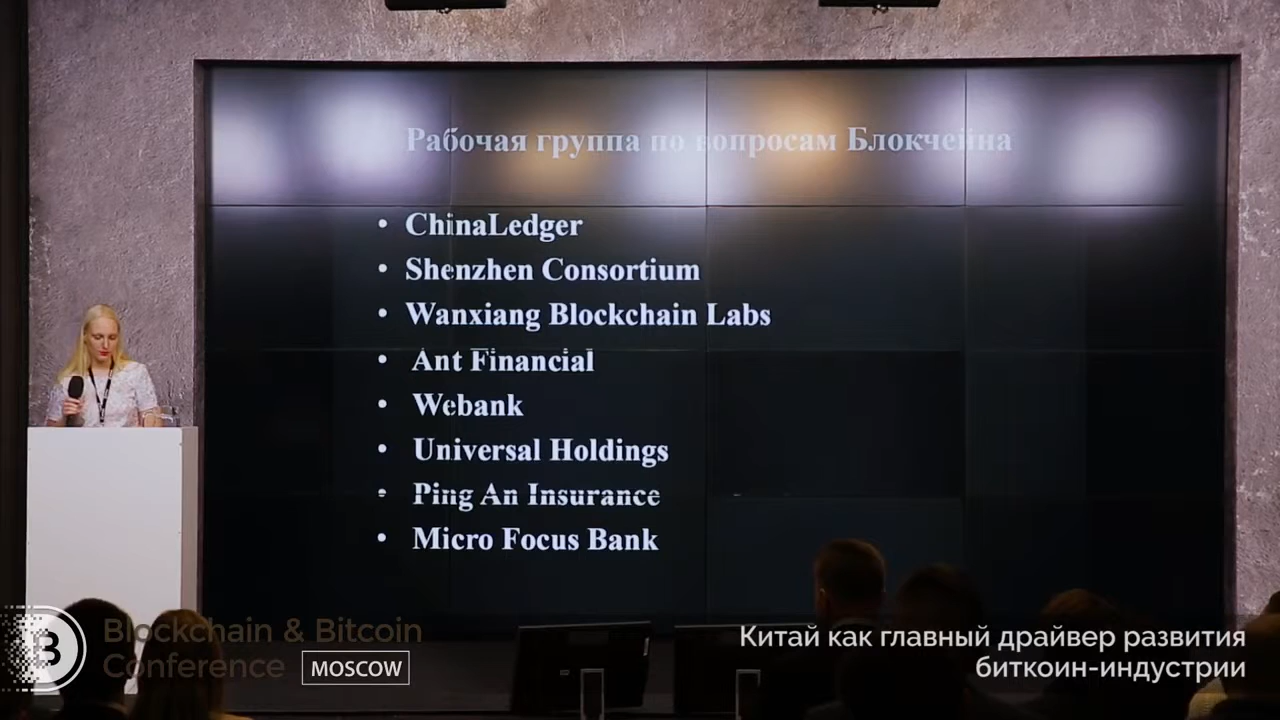 Рабочая группа по вопросам Блокчейна
• ChinaLedger
• Shenzhen Consortium
• Wanxiang Blockchain Labs
• Ant Financial
• Webank
• Universal Holdings
• Ping An Insurance
• Micro Focus Bank
Blockchain & Bitcoin
Conference MOSCOW
Китай как главный драйвер развития
биткоин-индустрии